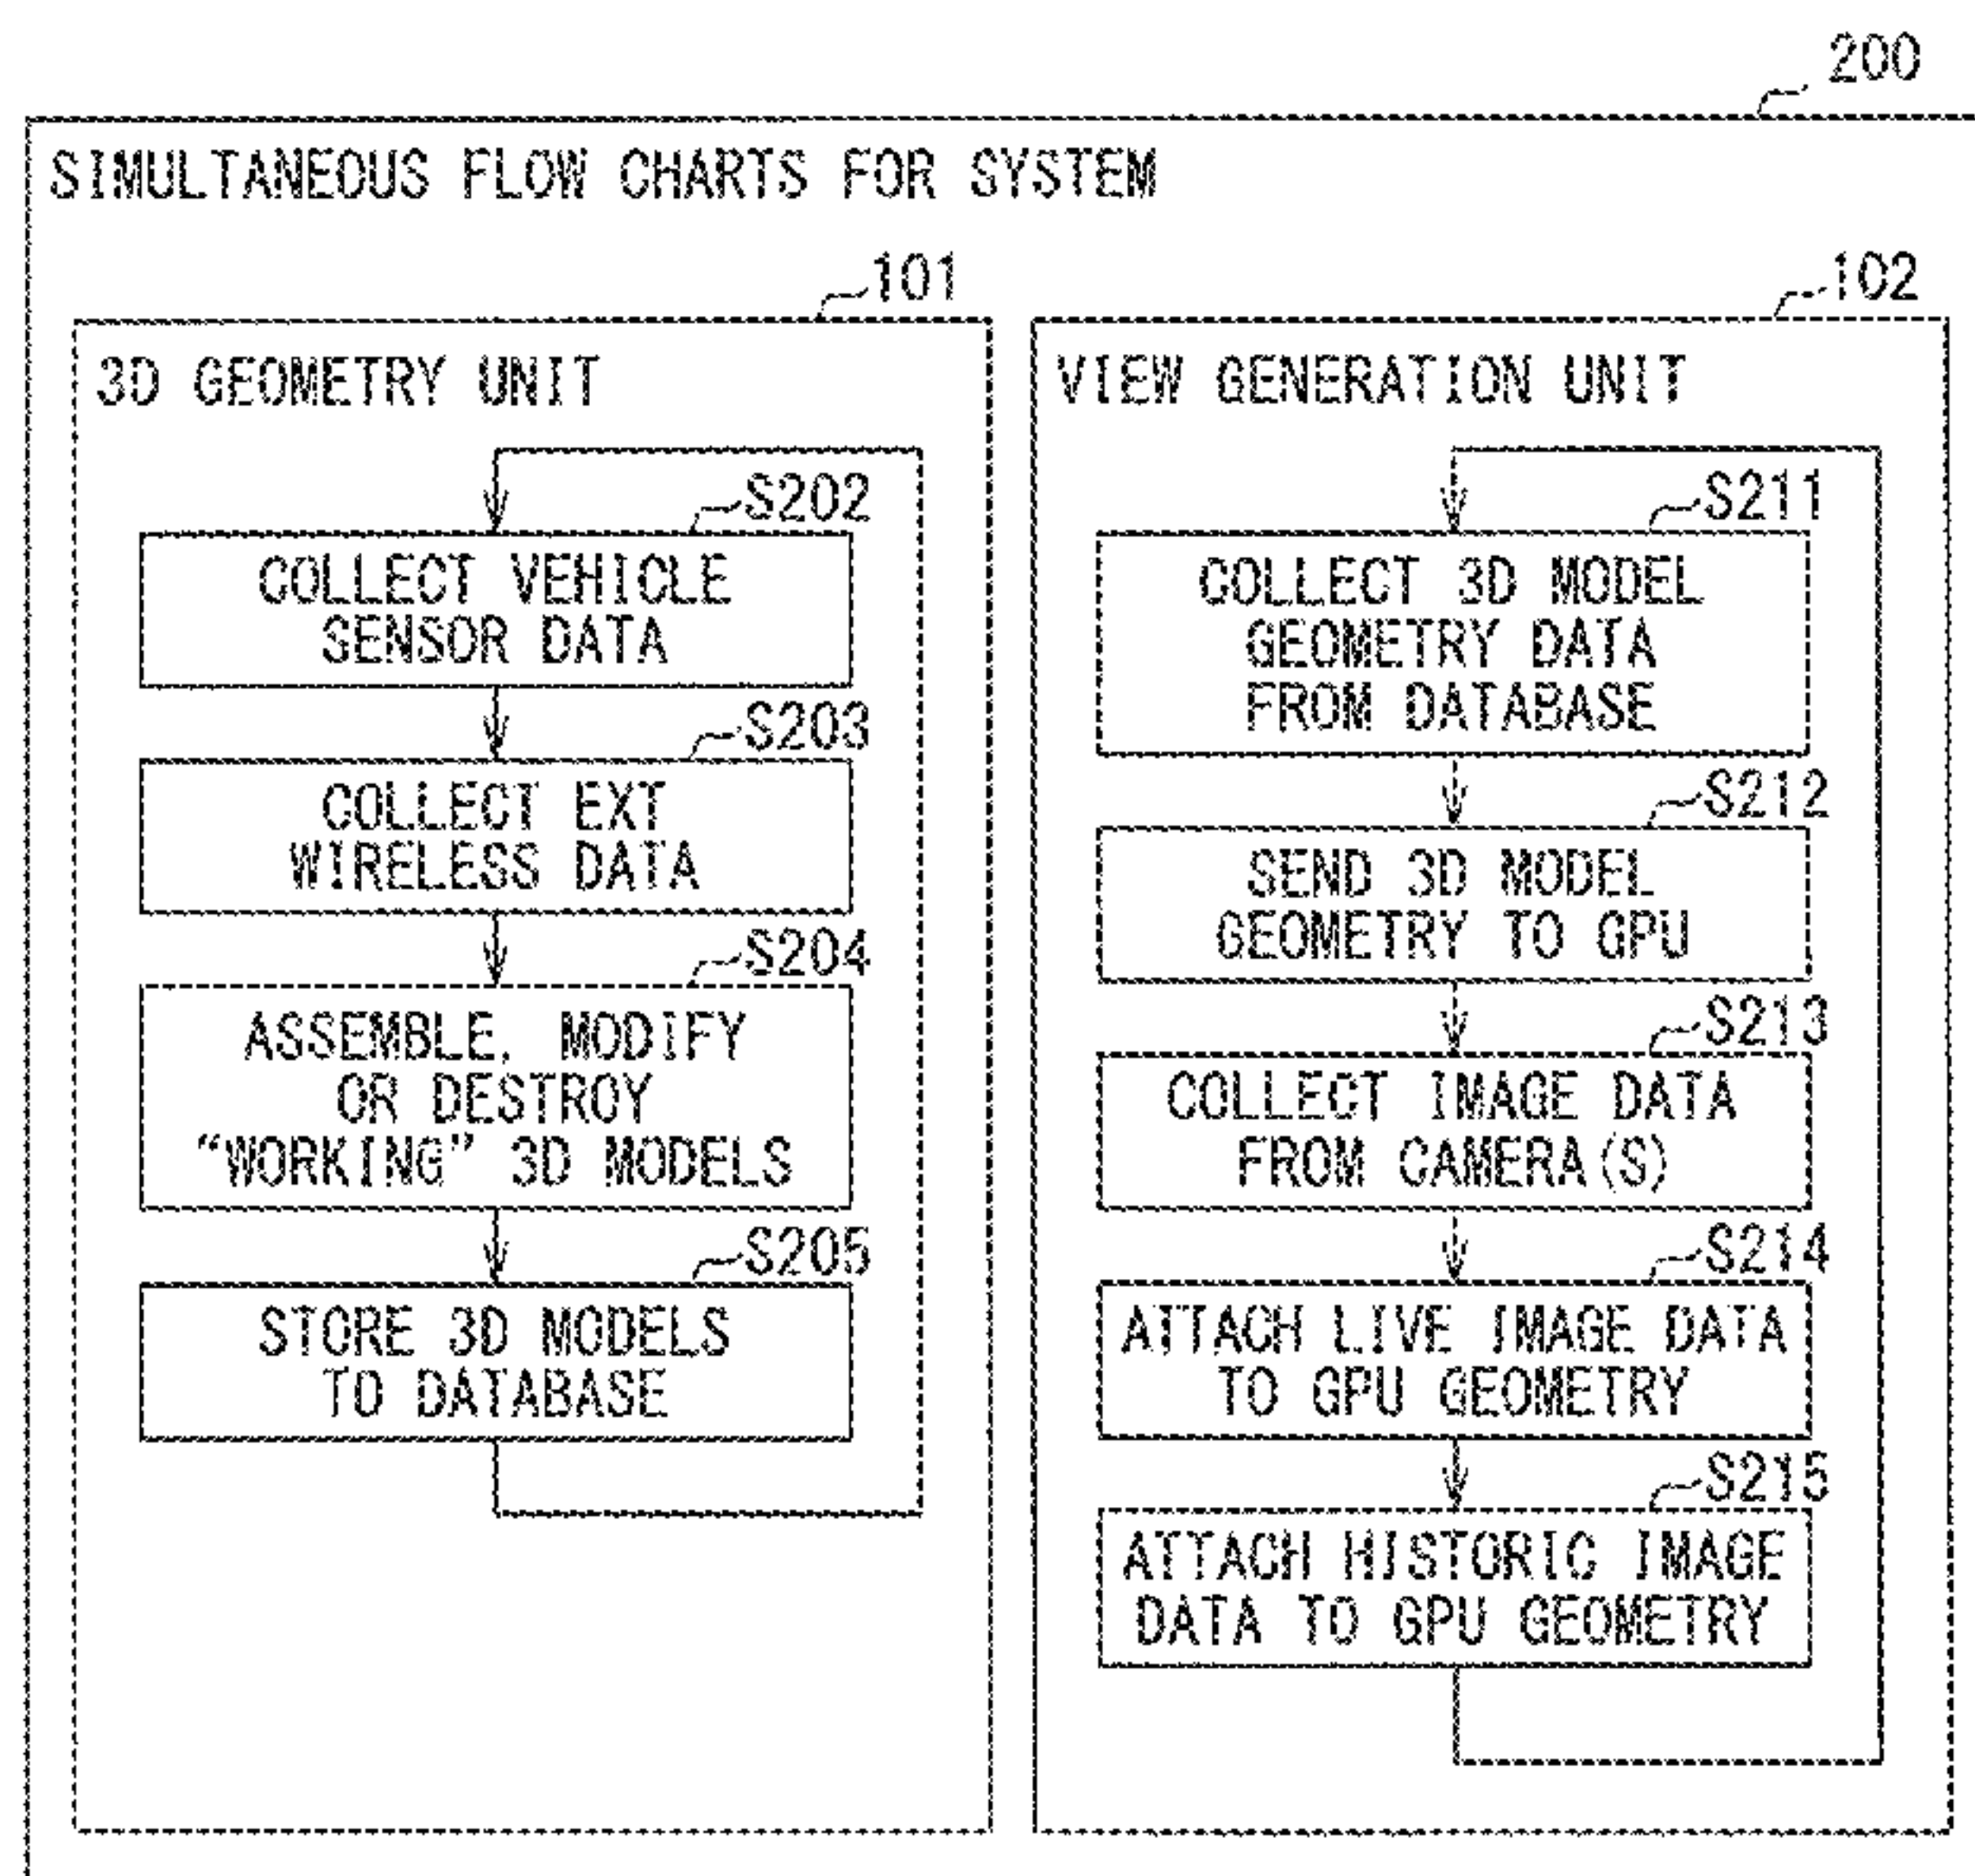 200
SIMULTANEOUS FLOW CHARTS FOR SYSTEM
101
3D GEOMETRY UNIT
S202
COLLECT VEHICLE
SENSOR DATA
S203
COLLECT EXT
WIRELESS DATA
S204
ASSEMBLE, MODIFY
OR DESTROY
“WORKING” 3D MODELS
S205
STORE 3D MODELS
TO DATABASE
102
VIEW GENERATION UNIT
S211
COLLECT 3D MODEL
GEOMETRY DATA
FROM DATABASE
S212
SEND 3D MODEL
GEOMETRY TO GPU
S213
COLLECT IMAGE DATA
FROM CAMERA(S)
S214
ATTACH LIVE IMAGE DATA
TO GPU GEOMETRY
S215
ATTACH HISTORIC IMAGE
DATA TO GPU GEOMETRY